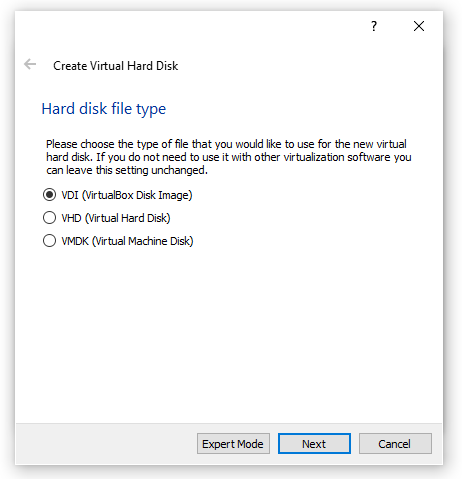 ?
Create Virtual Hard Disk
Hard disk file type
Please choose the type of file that you would like to use for the new virtual
hard disk. If you do not need to use it with other virtualization software you
can leave this setting unchanged.
VDI (VirtualBox Disk Image)
VHD (Virtual Hard Disk)
VMDK (Virtual Machine Disk)
Expert Mode Next Cancel